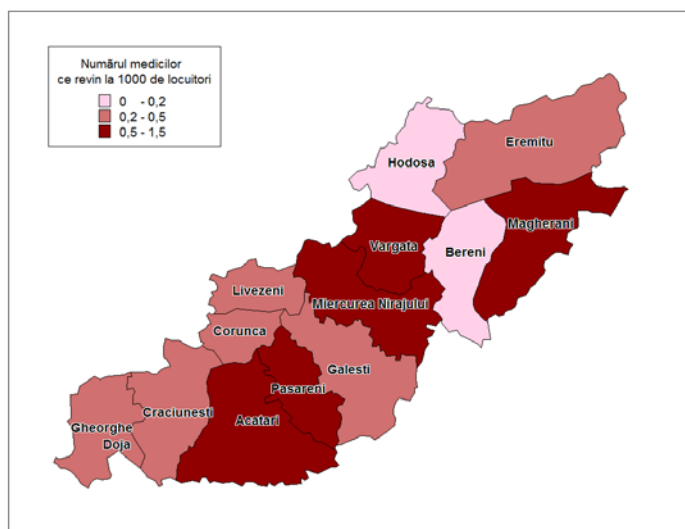 Numărul medicilor
ce revin la 1000 de locuitori
0 - 0,2
0,2 - 0,5
0,5 - 1,5
Hodoşa
Eremitu
Magherani
Vargata
Bereni
Livezeni
Miercurea Nirajului
Corunca
Galesti
Pasareni
Craciunesti
Acatari
Gheorghe
Doja